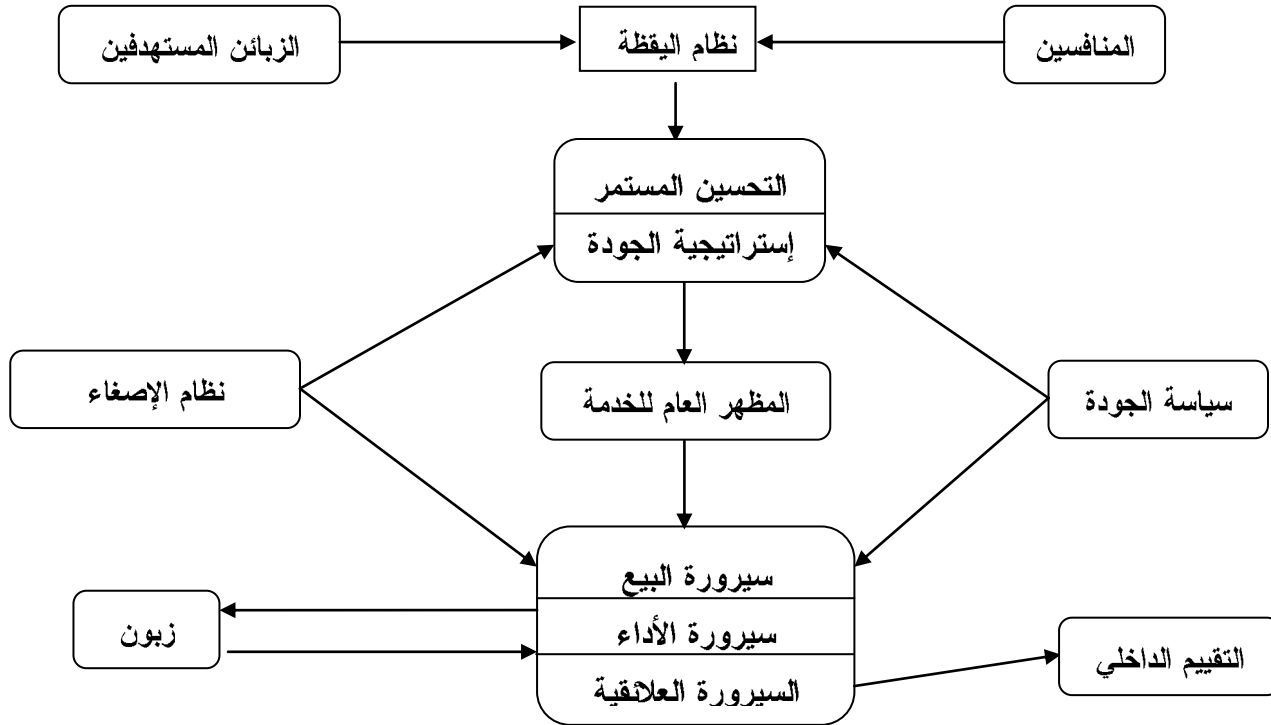 المنافسين
نظام اليقظة
الزبائن المستهدفين
التحسين المستمر
إستراتيجية الجودة
سياسة الجودة
المظهر العام للخدمة
نظام الإصغاء
سيرورة البيع
سيرورة الأداء
السيرورة العلائقية
زبون
التقييم الداخلي